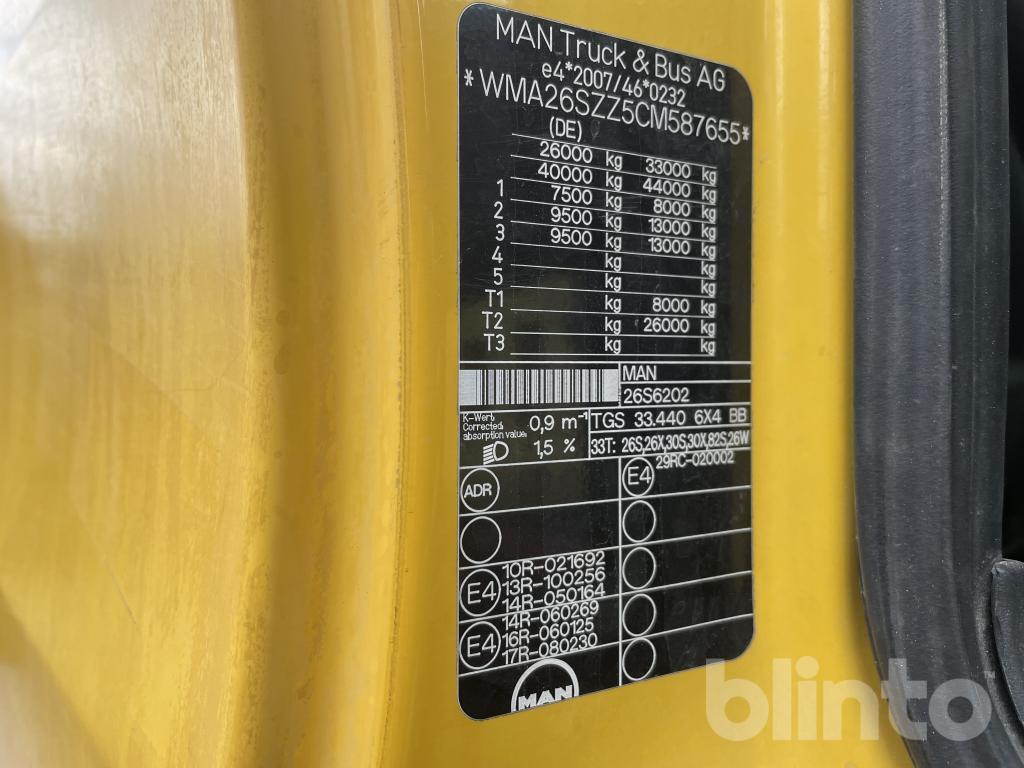 MAN Truck & Bus AG
e4*2007/46*0232
*WMA26SZZ5CM587655*
(DE)
26000 kg 33000 kg
40000 kg 44000 kg
1 7500 kg 8000 kg
2 9500 kg 13000 kg
3 9500 kg 13000 kg
4 kg kg
5 kg kg
T1 kg 8000 kg
T2 kg 26000 kg
T3 kg kg
MAN
26S6202
K-Wert,
Corrected
absorption value: 0,9 m⁻¹
1,5 %
TGS 33.440 6X4 BB
33T: 26S,26X,30S,30X,82S,26W
ADR
E4 29RC-020002
10R-021692
E4 13R-100256
14R-050164
14R-060269
E4 16R-060125
17R-080230
MAN
blinto™